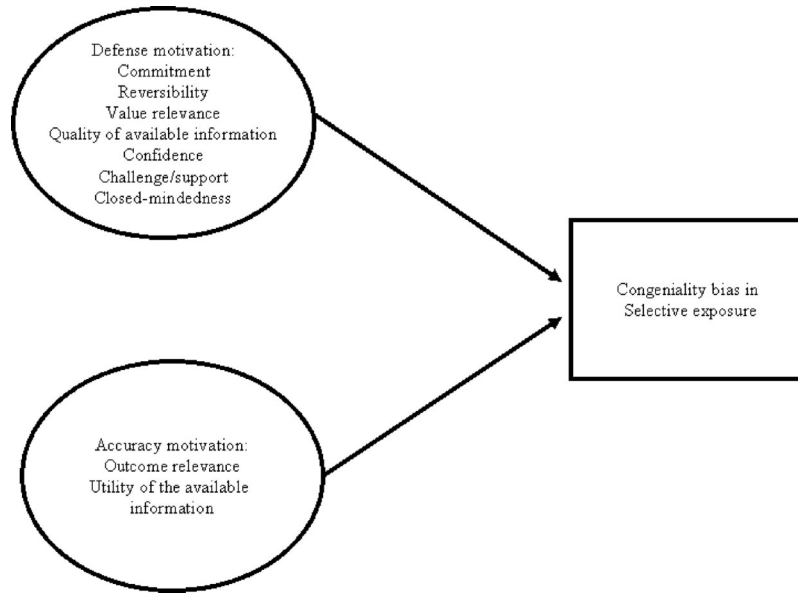 Defense motivation:
Commitment
Reversibility
Value relevance
Quality of available information
Confidence
Challenge/support
Closed-mindedness
Congeniality bias in
Selective exposure
Accuracy motivation:
Outcome relevance
Utility of the available
information